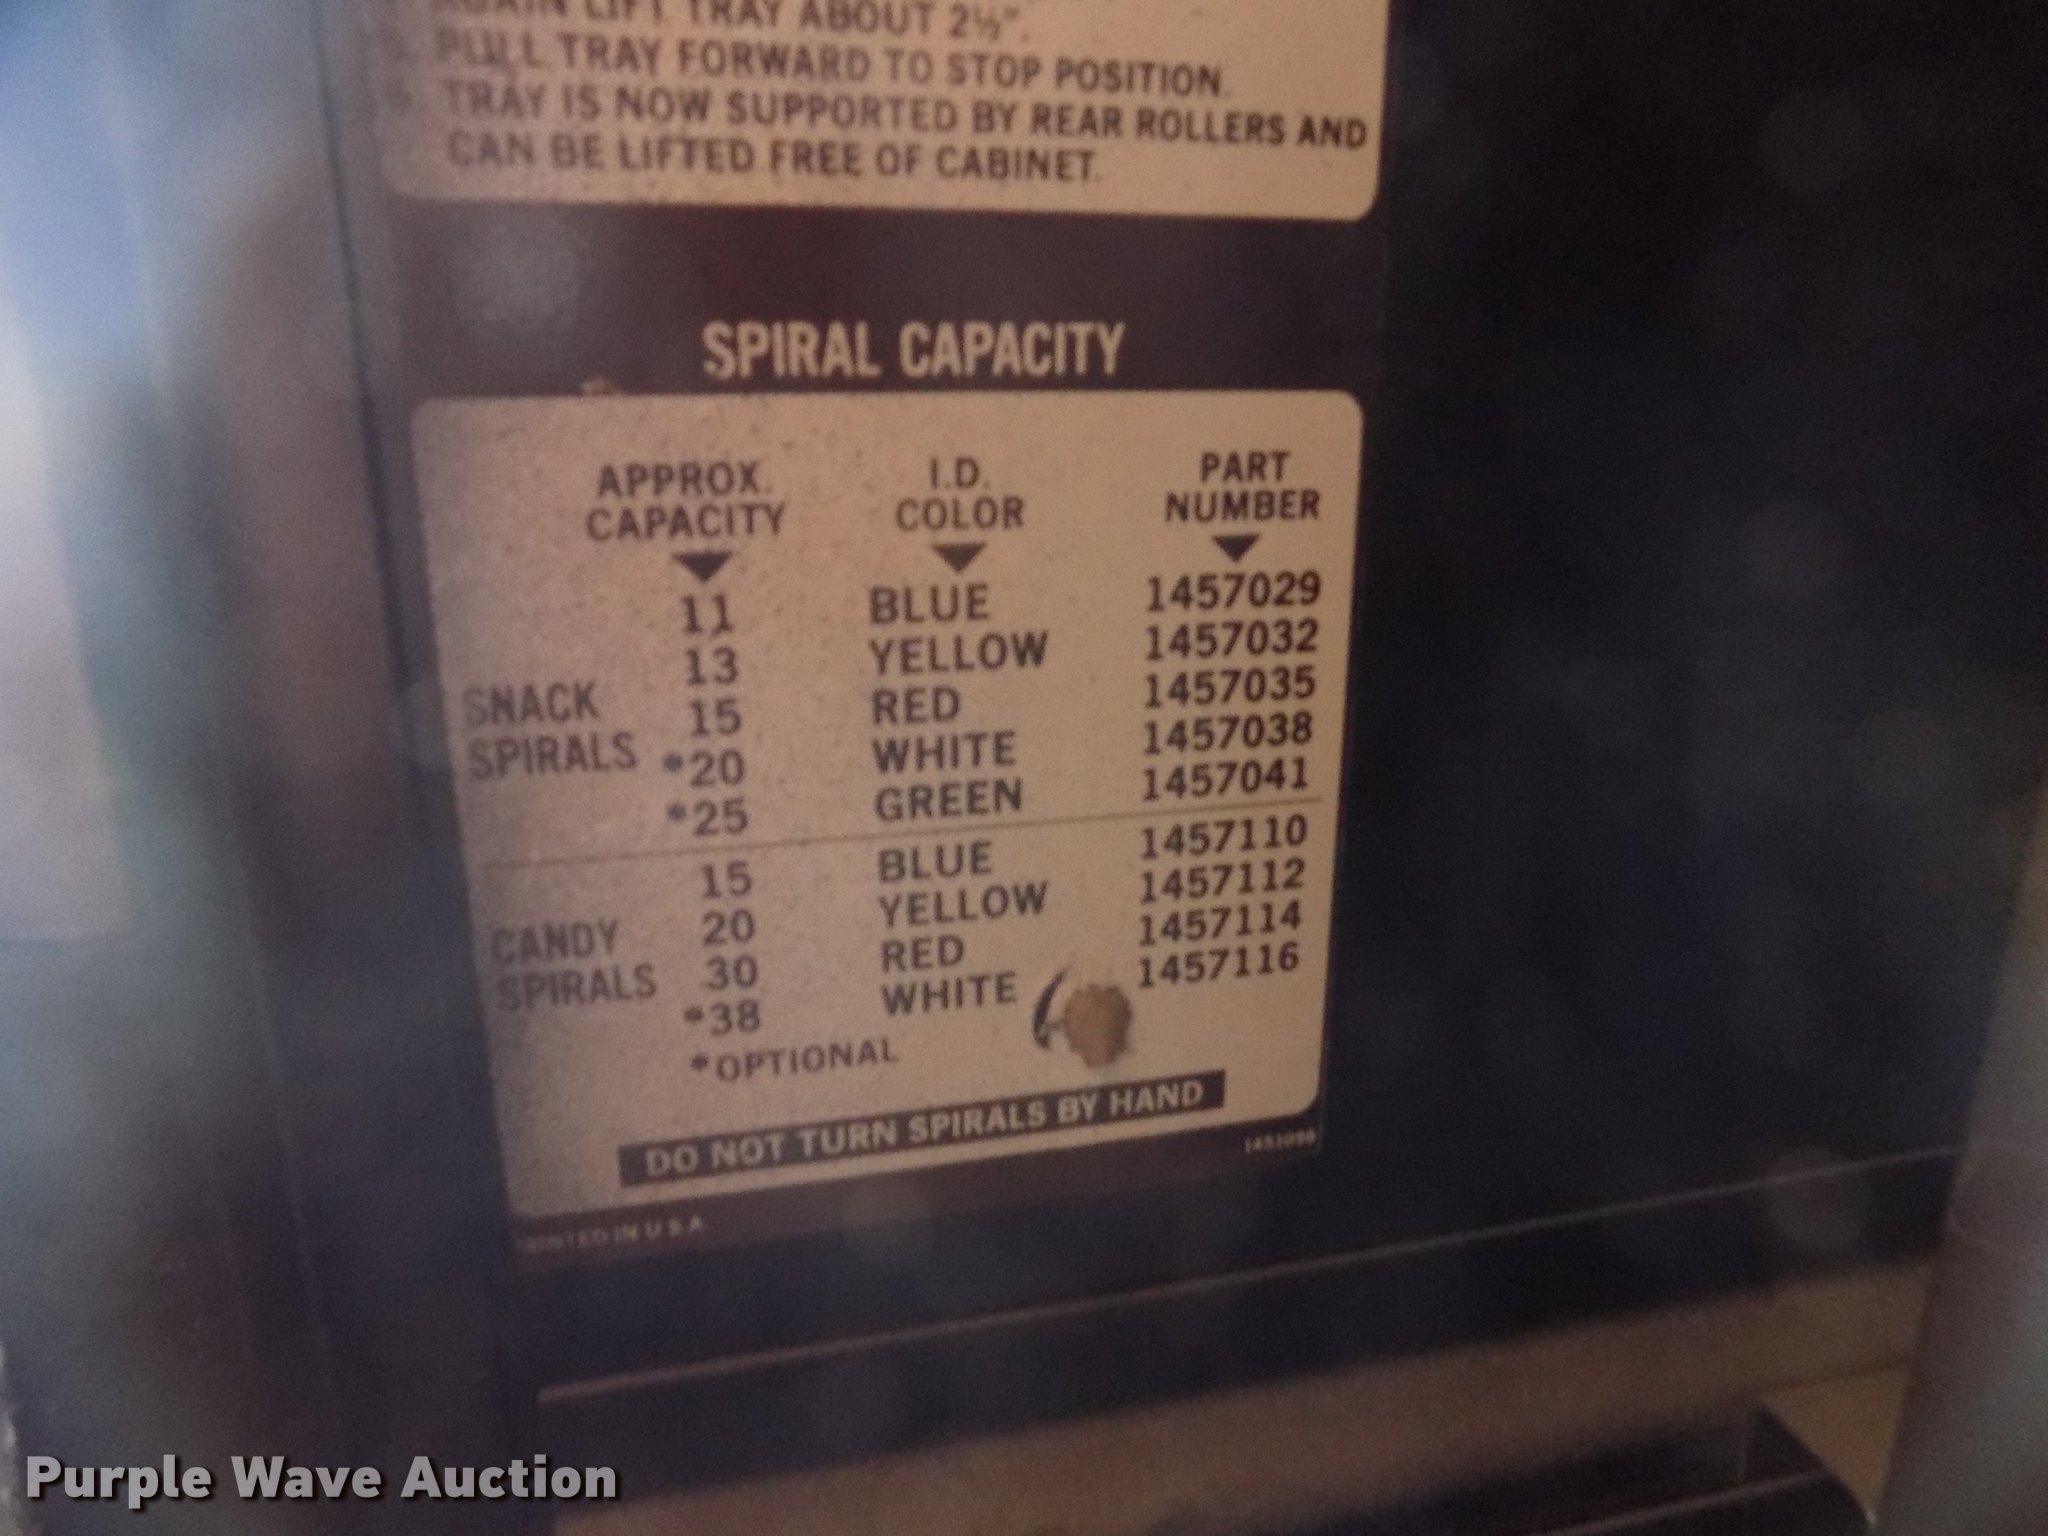 AGAIN LIFT TRAY ABOUT 2½".
PULL TRAY FORWARD TO STOP POSITION.
TRAY IS NOW SUPPORTED BY REAR ROLLERS AND
CAN BE LIFTED FREE OF CABINET.
SPIRAL CAPACITY
APPROX. CAPACITY I.D. COLOR PART NUMBER
SNACK SPIRALS
11 BLUE 1457029
13 YELLOW 1457032
15 RED 1457035
*20 WHITE 1457038
*25 GREEN 1457041
CANDY SPIRALS
15 BLUE 1457110
20 YELLOW 1457112
30 RED 1457114
*38 WHITE 1457116
*OPTIONAL
DO NOT TURN SPIRALS BY HAND
PRINTED IN U.S.A.
Purple Wave Auction